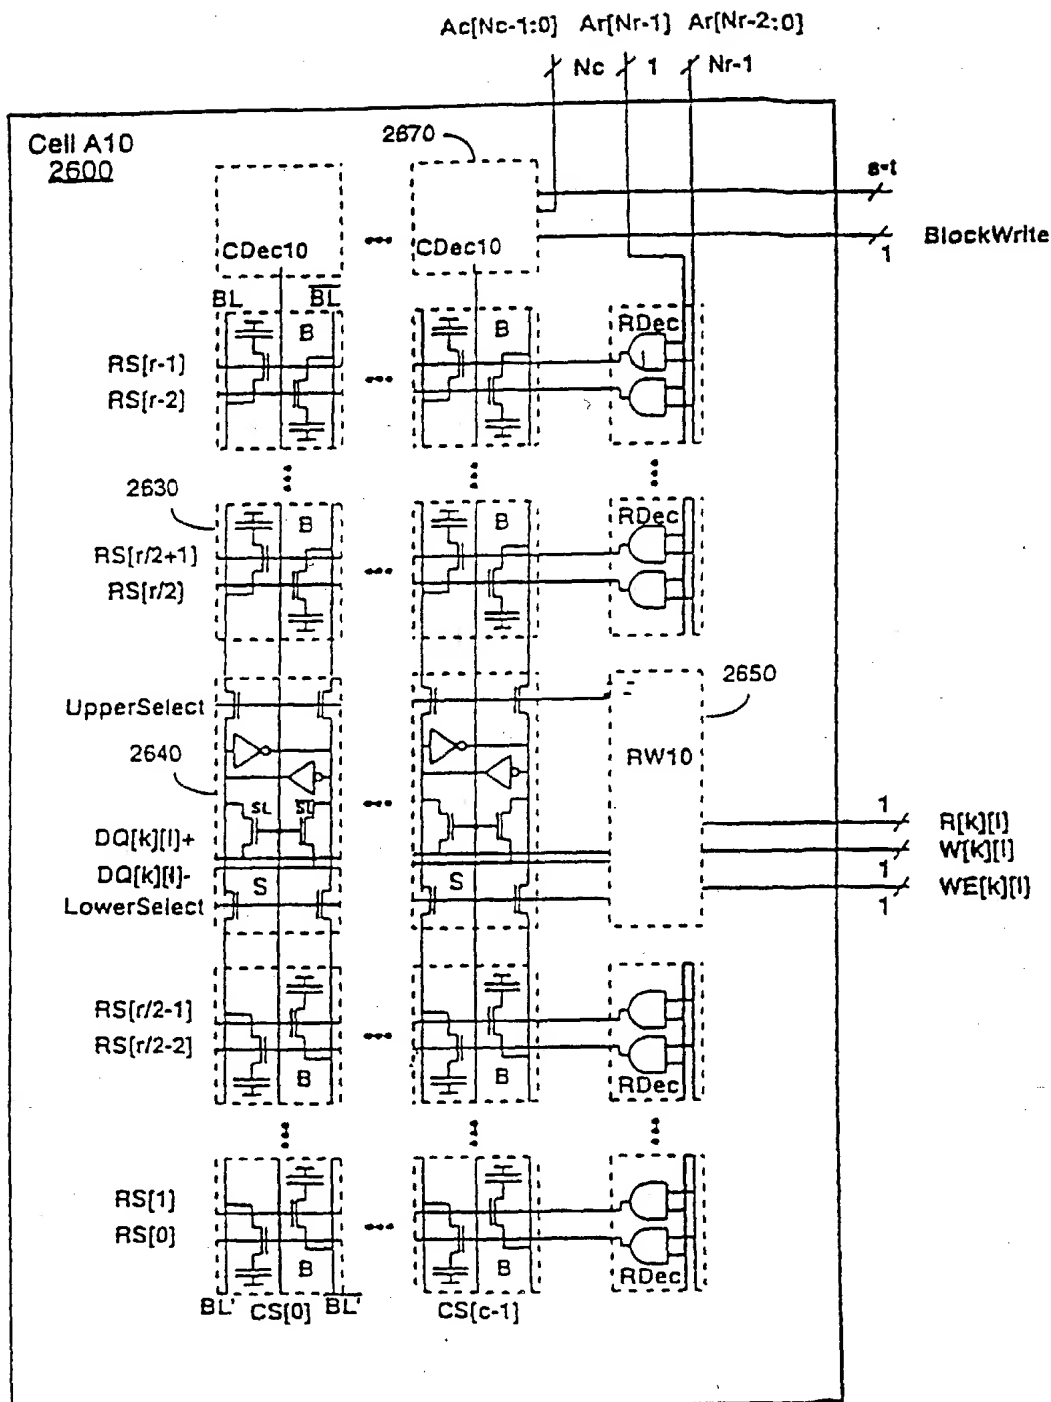 Ac[Nc-1:0] Ar[Nr-1] Ar[Nr-2:0]
Nc 1 Nr-1
Cell A10
2600
2670
s-t
CDec10 CDec10
1
BlockWrite
BL BL
B B RDec
RS[r-1]
RS[r-2]
2630
B B RDec
RS[r/2+1]
RS[r/2]
UpperSelect
2650
2640
RW10
SL SL
1
R[k][l]
DQ[k][l]+
W[k][l]
DQ[k][l]-
1
S S
WE[k][l]
LowerSelect
1
RS[r/2-1]
RS[r/2-2]
B B RDec
RS[1]
RS[0]
B B RDec
BL' CS[0] BL' CS[c-1]